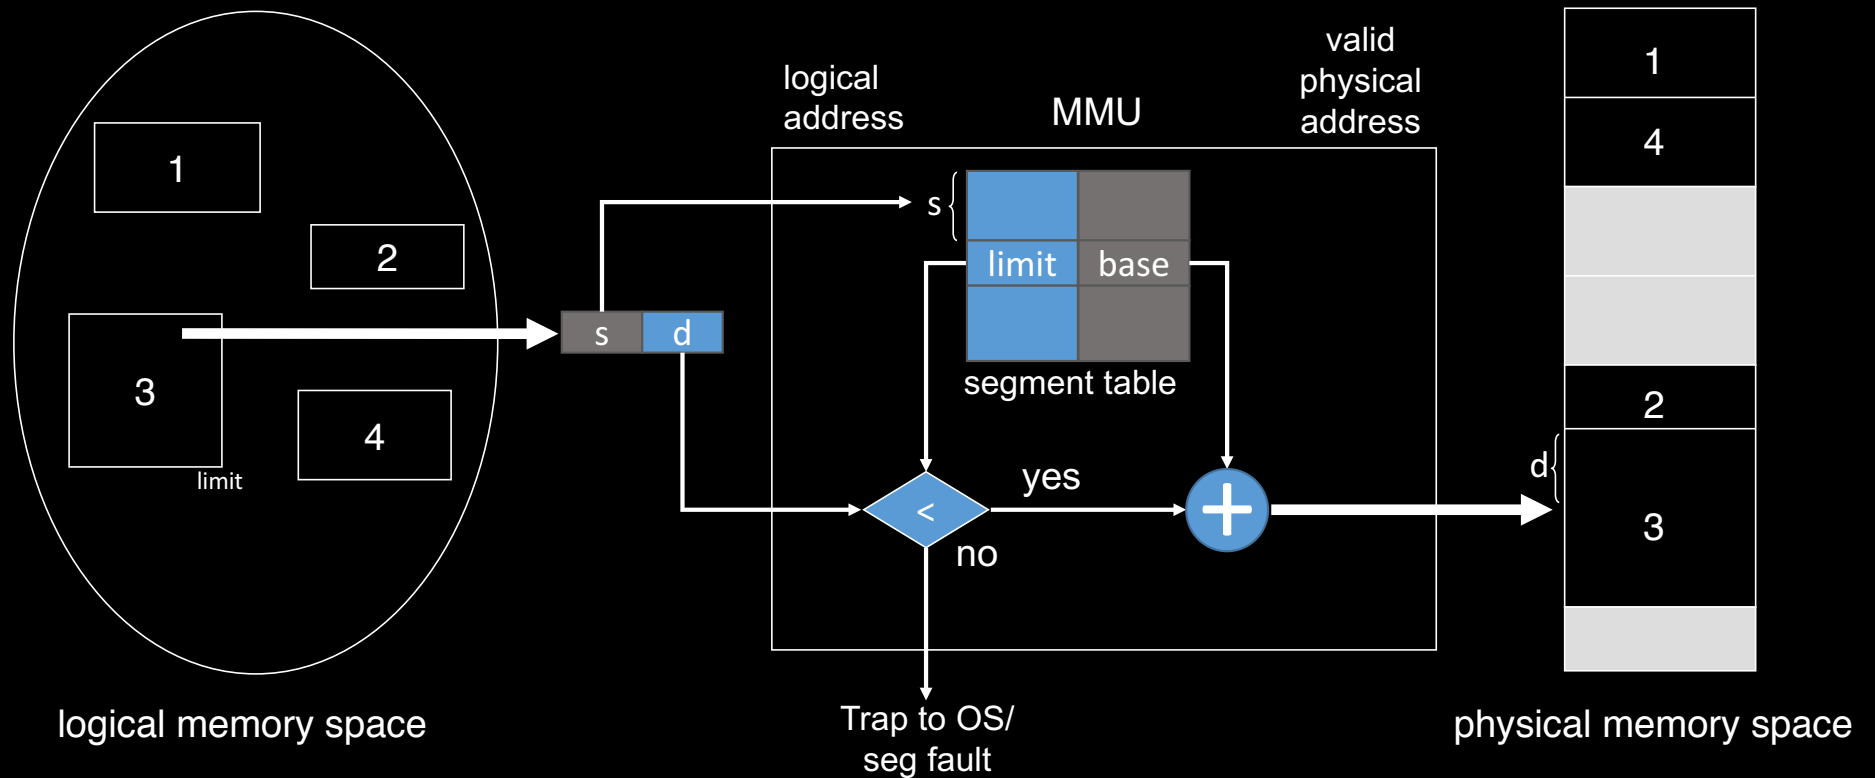 1
2
3
4
limit
logical memory space
s d
logical
address
MMU
valid
physical
address
s
limit base
segment table
<
yes
no
Trap to OS/
seg fault
1
4
2
d
3
physical memory space